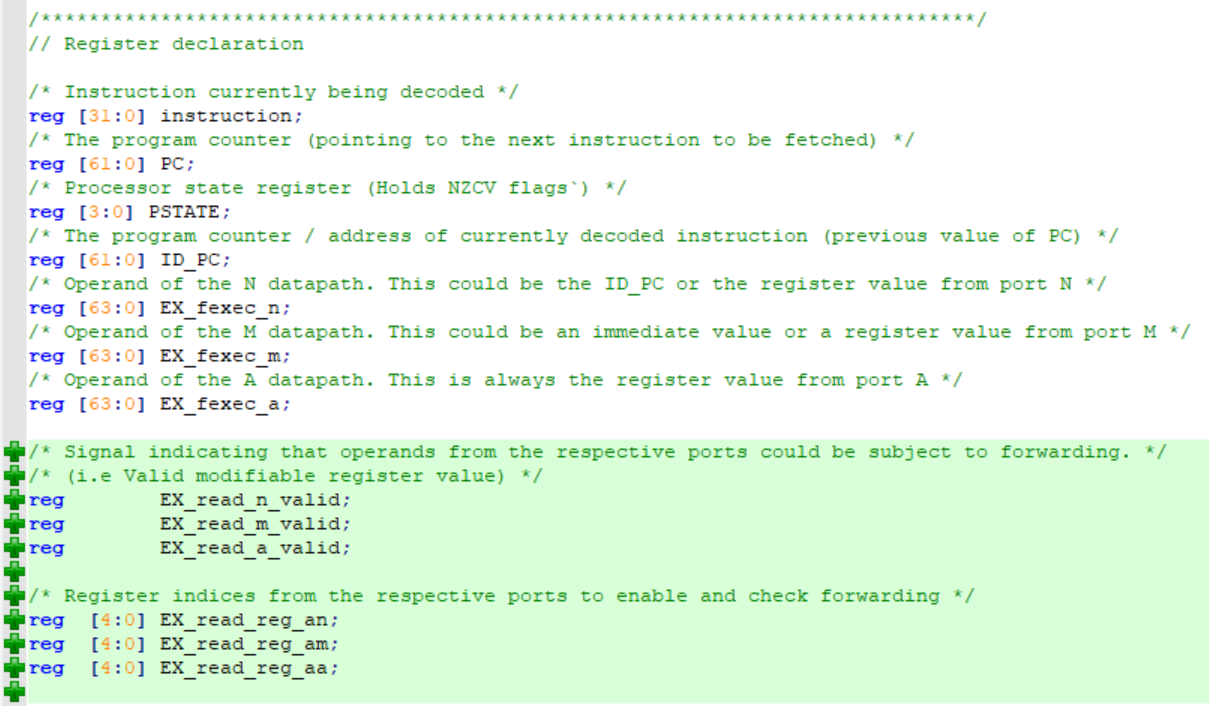 /******************************************************************************/
// Register declaration
/* Instruction currently being decoded */
reg [31:0] instruction;
/* The program counter (pointing to the next instruction to be fetched) */
reg [61:0] PC;
/* Processor state register (Holds NZCV flags`) */
reg [3:0] PSTATE;
/* The program counter / address of currently decoded instruction (previous value of PC) */
reg [61:0] ID_PC;
/* Operand of the N datapath. This could be the ID_PC or the register value from port N */
reg [63:0] EX_fexec_n;
/* Operand of the M datapath. This could be an immediate value or a register value from port M */
reg [63:0] EX_fexec_m;
/* Operand of the A datapath. This is always the register value from port A */
reg [63:0] EX_fexec_a;
/* Signal indicating that operands from the respective ports could be subject to forwarding. */
/* (i.e Valid modifiable register value) */
reg        EX_read_n_valid;
reg        EX_read_m_valid;
reg        EX_read_a_valid;
/* Register indices from the respective ports to enable and check forwarding */
reg  [4:0] EX_read_reg_an;
reg  [4:0] EX_read_reg_am;
reg  [4:0] EX_read_reg_aa;